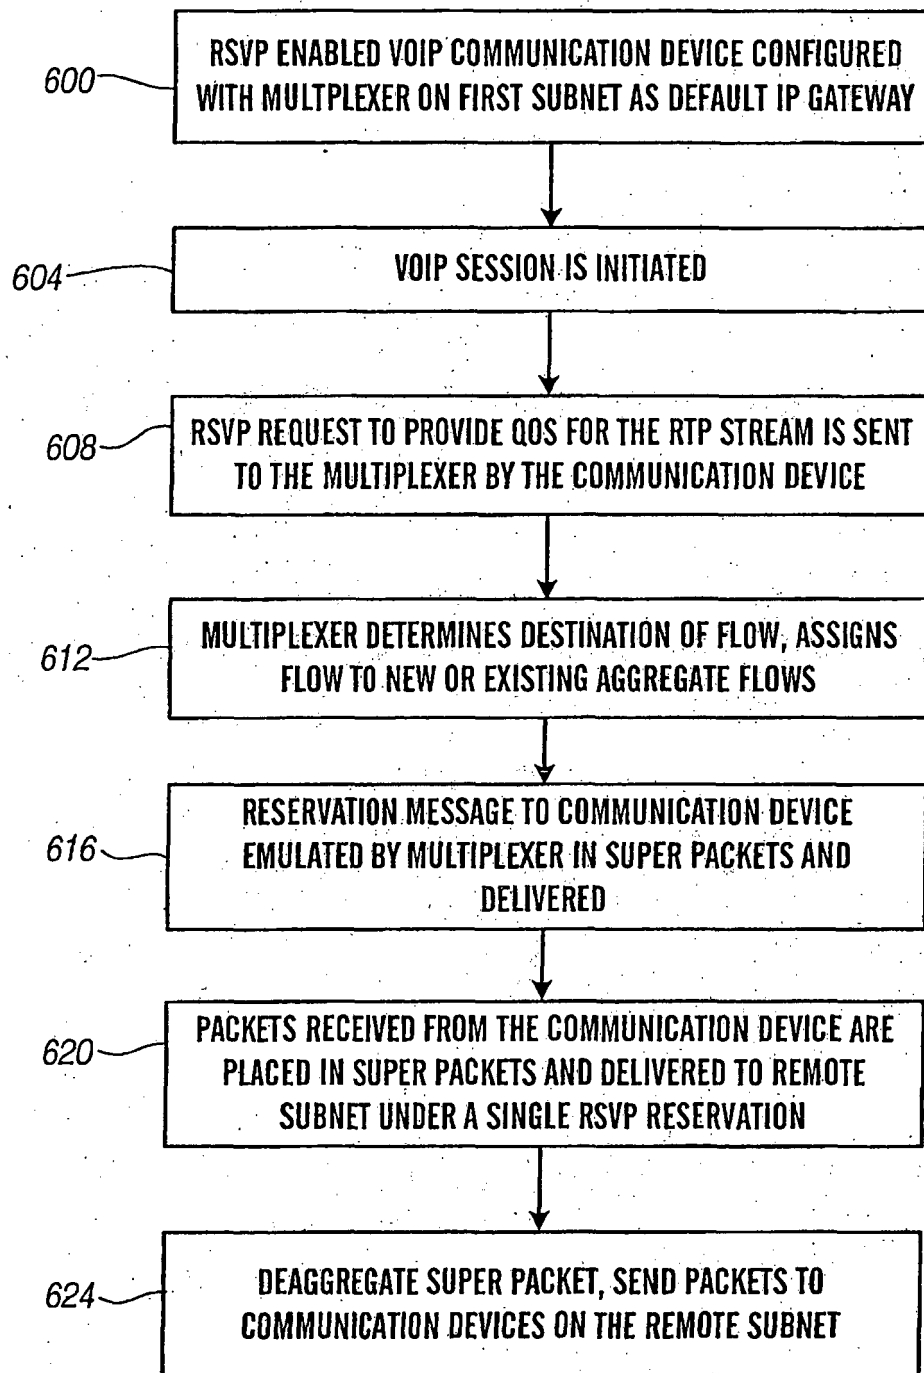 600
RSVP ENABLED VOIP COMMUNICATION DEVICE CONFIGURED
WITH MULTPLEXER ON FIRST SUBNET AS DEFAULT IP GATEWAY
604
VOIP SESSION IS INITIATED
608
RSVP REQUEST TO PROVIDE QOS FOR THE RTP STREAM IS SENT
TO THE MULTIPLEXER BY THE COMMUNICATION DEVICE
612
MULTIPLEXER DETERMINES DESTINATION OF FLOW, ASSIGNS
FLOW TO NEW OR EXISTING AGGREGATE FLOWS
616
RESERVATION MESSAGE TO COMMUNICATION DEVICE
EMULATED BY MULTIPLEXER IN SUPER PACKETS AND
DELIVERED
620
PACKETS RECEIVED FROM THE COMMUNICATION DEVICE ARE
PLACED IN SUPER PACKETS AND DELIVERED TO REMOTE
SUBNET UNDER A SINGLE RSVP RESERVATION
624
DEAGGREGATE SUPER PACKET, SEND PACKETS TO
COMMUNICATION DEVICES ON THE REMOTE SUBNET